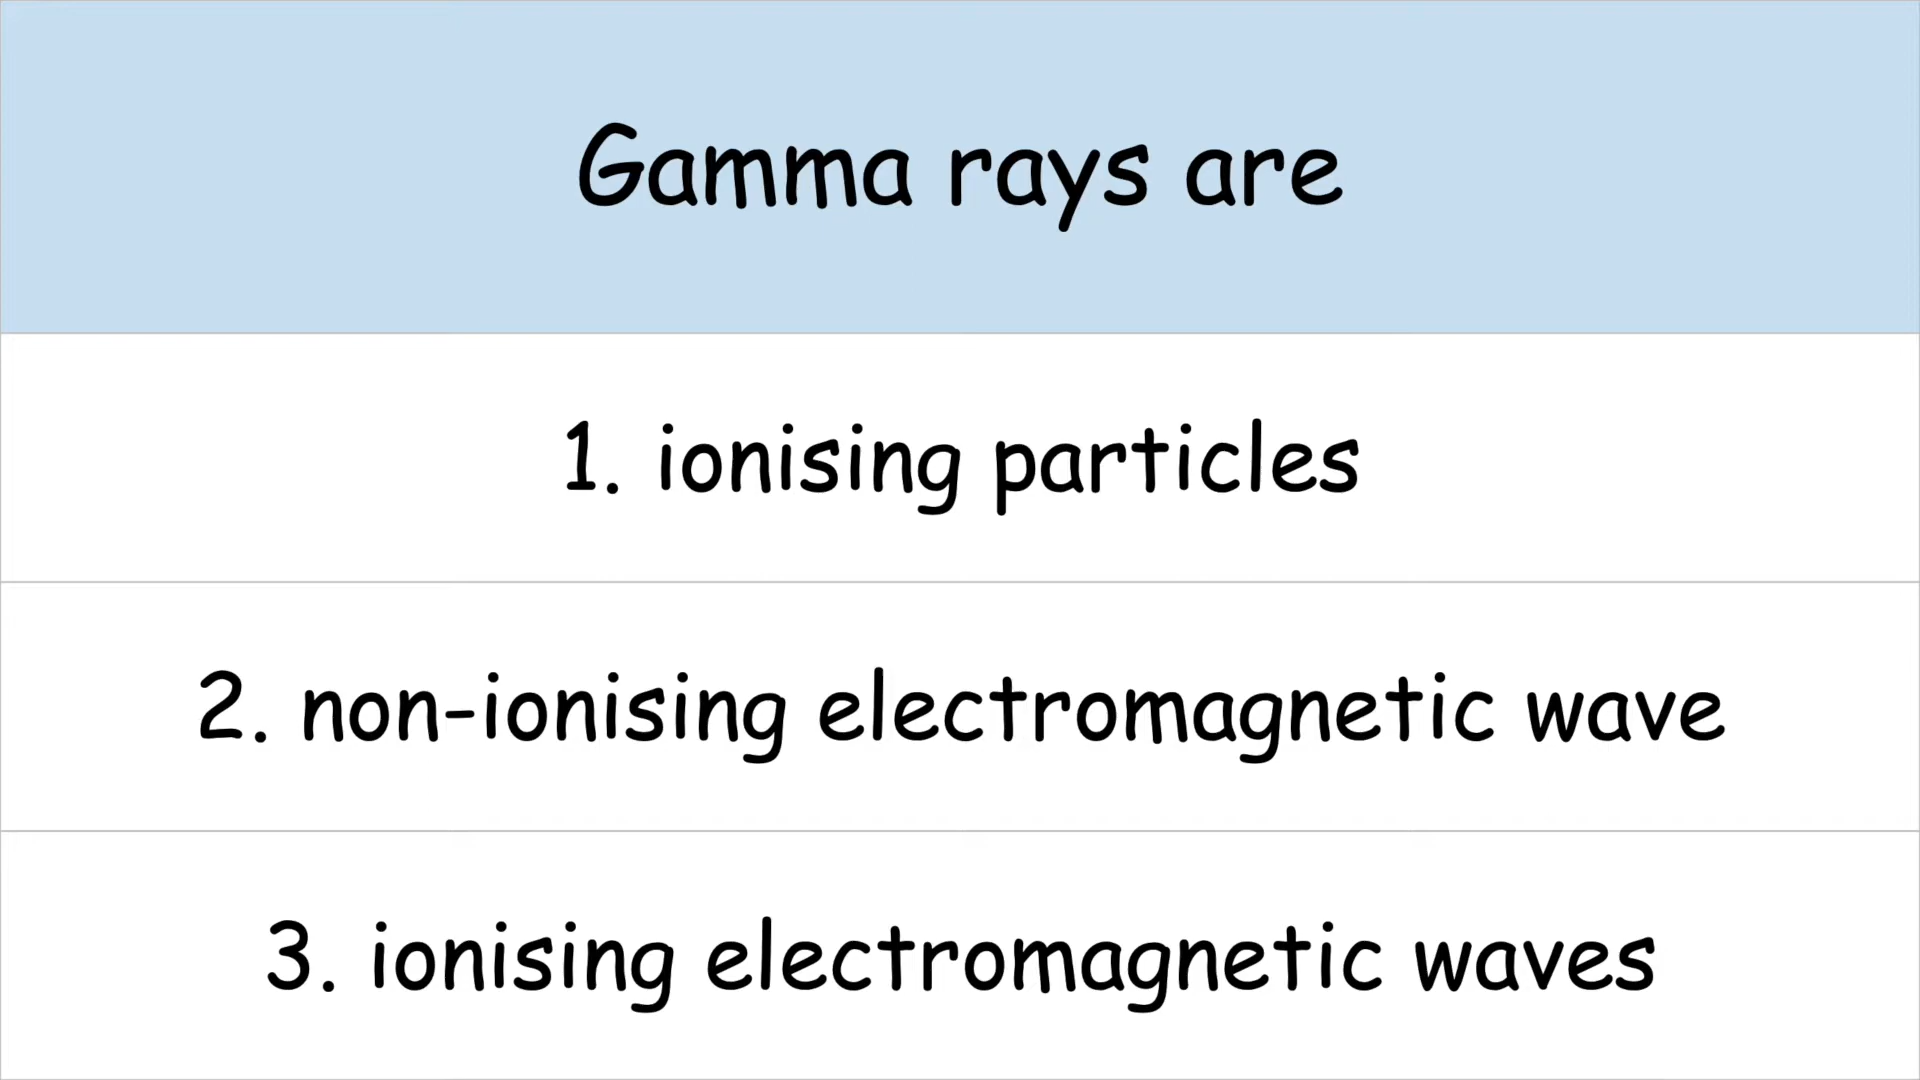 Gamma rays are
1. ionising particles
2. non-ionising electromagnetic wave
3. ionising electromagnetic waves